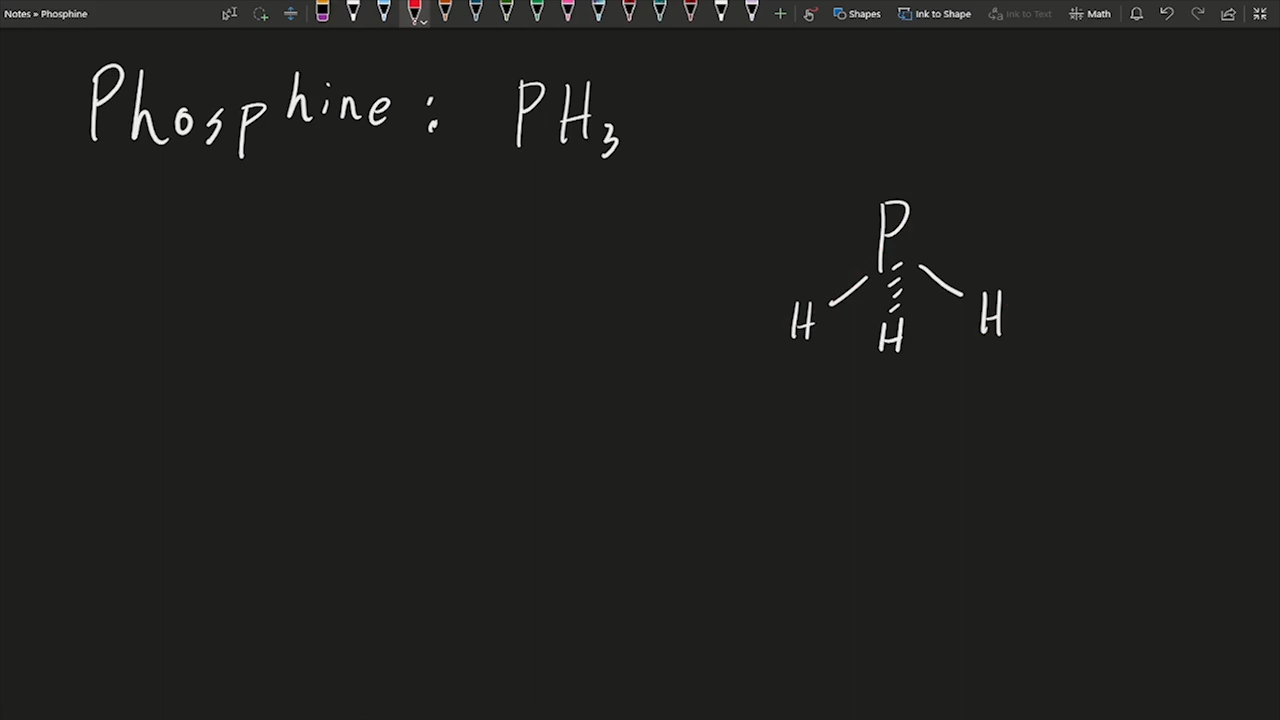 Notes » Phosphine
Shapes Ink to Shape Ink to Text Math
Phosphine: PH₃
P
H H H